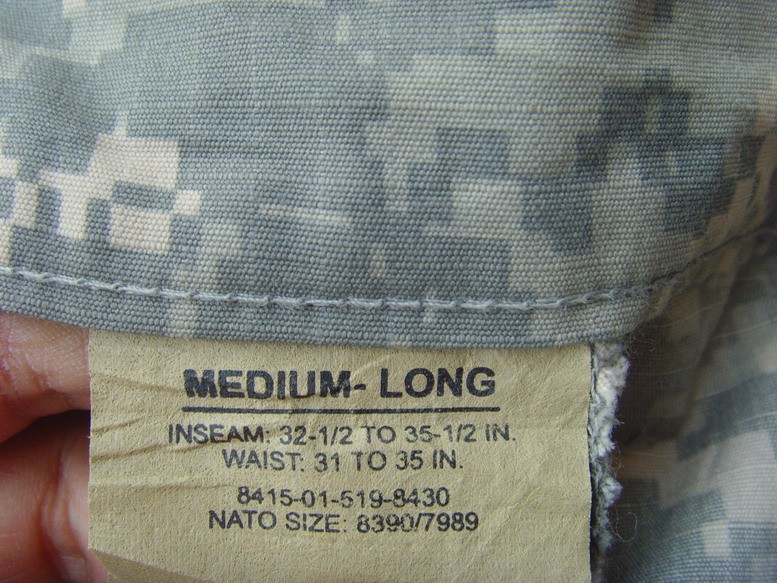 MEDIUM- LONG
INSEAM: 32-1/2 TO 35-1/2 IN.
WAIST: 31 TO 35 IN.
8415-01-519-8430
NATO SIZE: 8390/7989